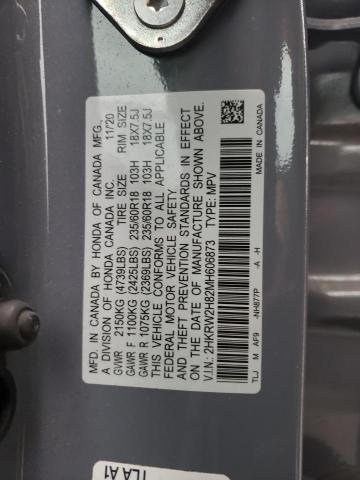 MFD. IN CANADA BY HONDA OF CANADA MFG.,
A DIVISION OF HONDA CANADA INC. 11/20
TIRE SIZE RIM SIZE
GVWR 2150KG (4739LBS)
GAWR F 1100KG (2425LBS) 235/60R18 103H 18X7.5J
GAWR R 1075KG (2369LBS) 235/60R18 103H 18X7.5J
THIS VEHICLE CONFORMS TO ALL APPLICABLE
FEDERAL MOTOR VEHICLE SAFETY
AND THEFT PREVENTION STANDARDS IN EFFECT
ON THE DATE OF MANUFACTURE SHOWN ABOVE.
V.I.N.: 2HKRW2H82MH606873 TYPE: MPV
TLJ M AF9 -NH877P -A -H
MADE IN CANADA
TLA A1